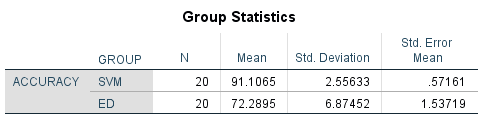 Group Statistics
GROUP N Mean Std. Deviation Std. Error Mean
ACCURACY SVM 20 91.1065 2.55633 .57161
ED 20 72.2895 6.87452 1.53719